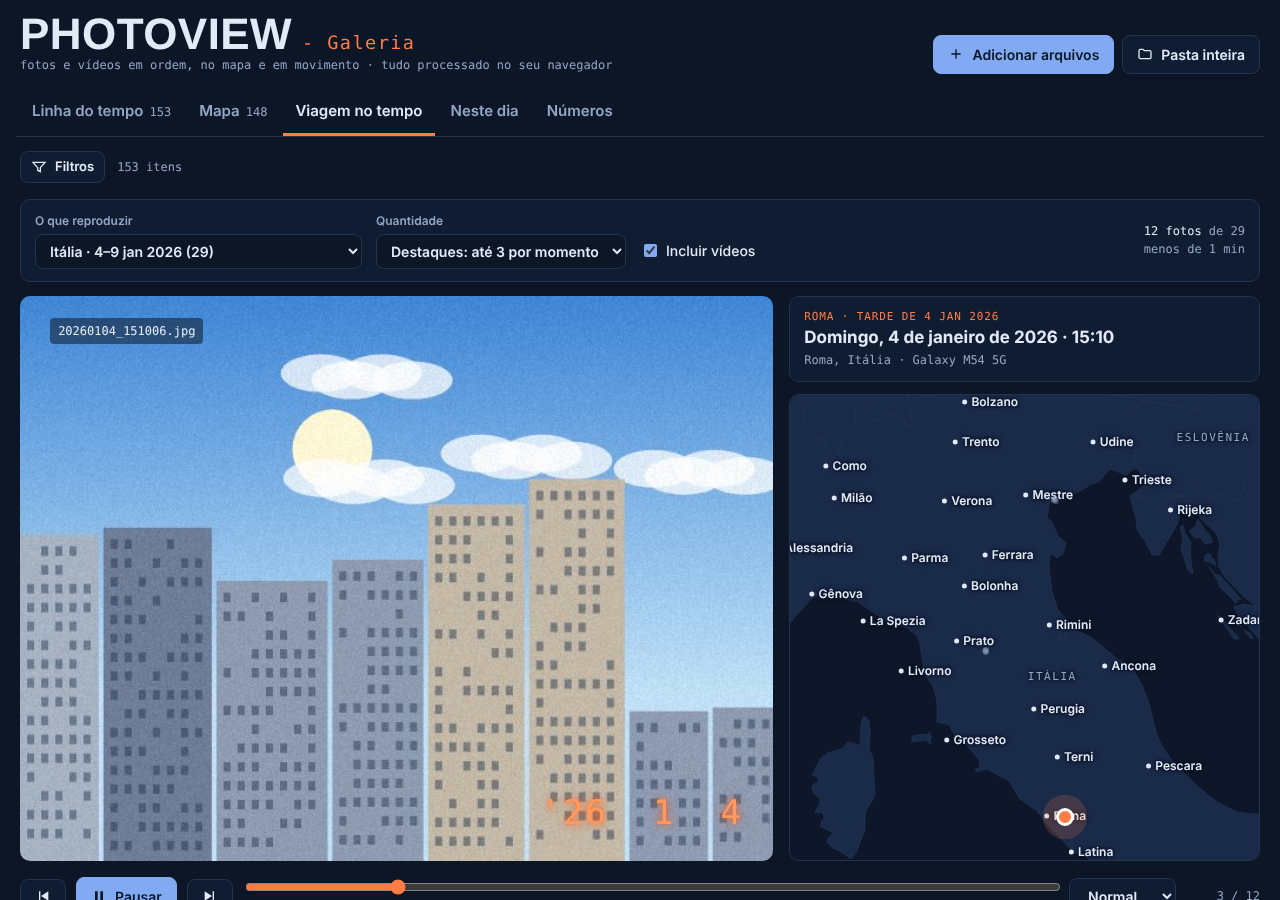 PHOTOVIEW - Galeria
fotos e vídeos em ordem, no mapa e em movimento · tudo processado no seu navegador
+ Adicionar arquivos
Pasta inteira
Linha do tempo 153
Mapa 148
Viagem no tempo
Neste dia
Números
Filtros
153 itens
O que reproduzir
Itália · 4–9 jan 2026 (29)
Quantidade
Destaques: até 3 por momento
Incluir vídeos
12 fotos de 29
menos de 1 min
20260104_151006.jpg
'26 1 4
ROMA · TARDE DE 4 JAN 2026
Domingo, 4 de janeiro de 2026 · 15:10
Roma, Itália · Galaxy M54 5G
Bolzano
Trento
Udine
ESLOVÊNIA
Como
Trieste
Milão
Verona
Mestre
Rijeka
Alessandria
Parma
Ferrara
Bolonha
Gênova
La Spezia
Rimini
Zadar
Prato
Livorno
Ancona
ITÁLIA
Perugia
Grosseto
Terni
Pescara
Latina
Pausar
Normal
3 / 12